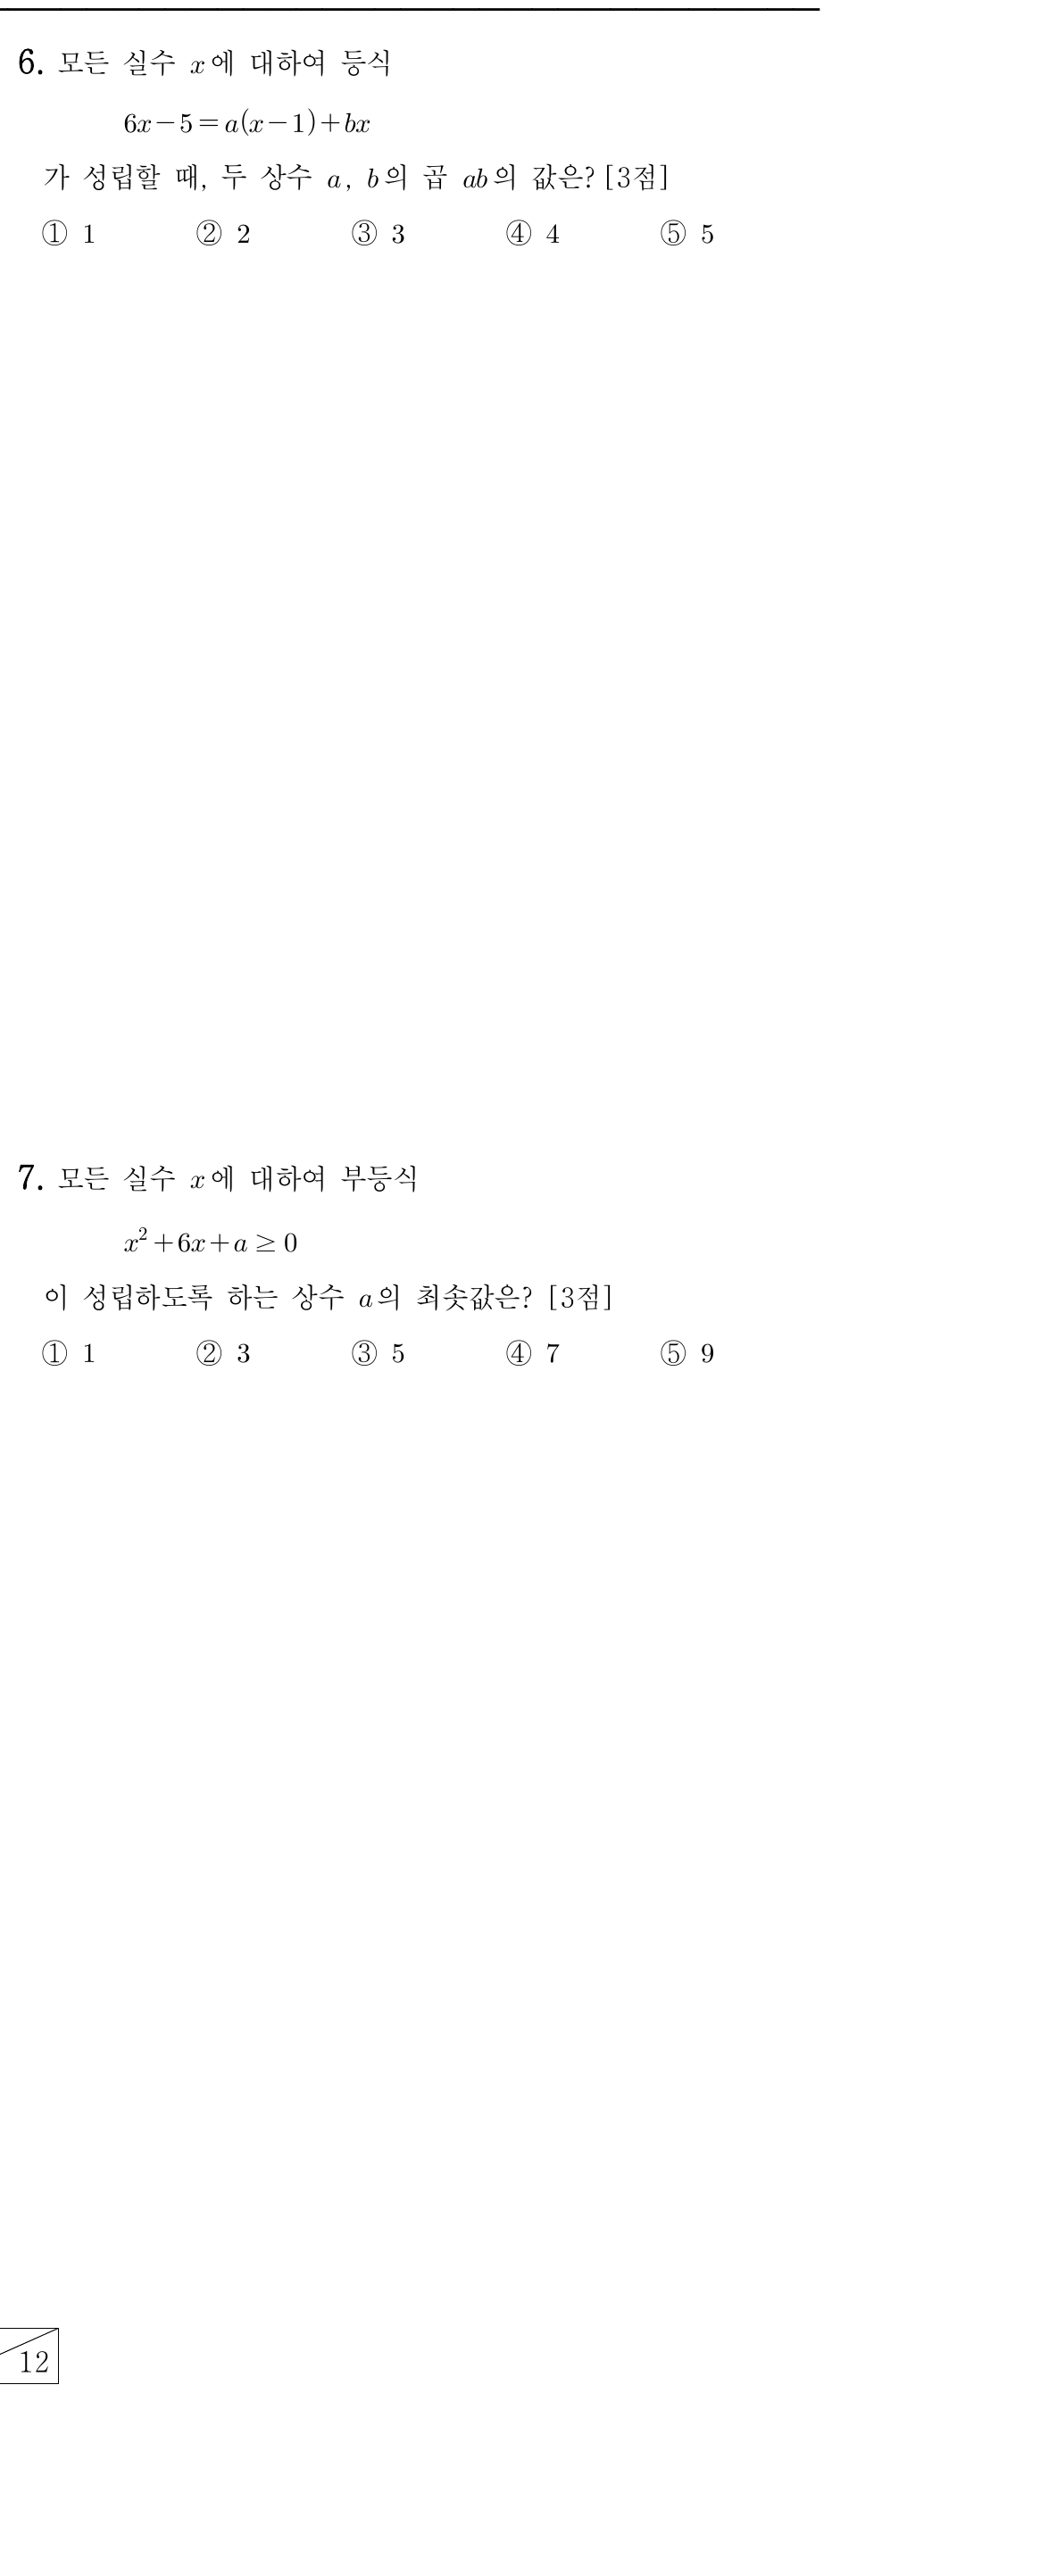 6. 모든 실수 x에 대하여 등식
6x-5=a(x-1)+bx
가 성립할 때, 두 상수 a, b의 곱 ab의 값은? [3점]
① 1 ② 2 ③ 3 ④ 4 ⑤ 5
7. 모든 실수 x에 대하여 부등식
x²+6x+a ≥ 0
이 성립하도록 하는 상수 a의 최솟값은? [3점]
① 1 ② 3 ③ 5 ④ 7 ⑤ 9
12